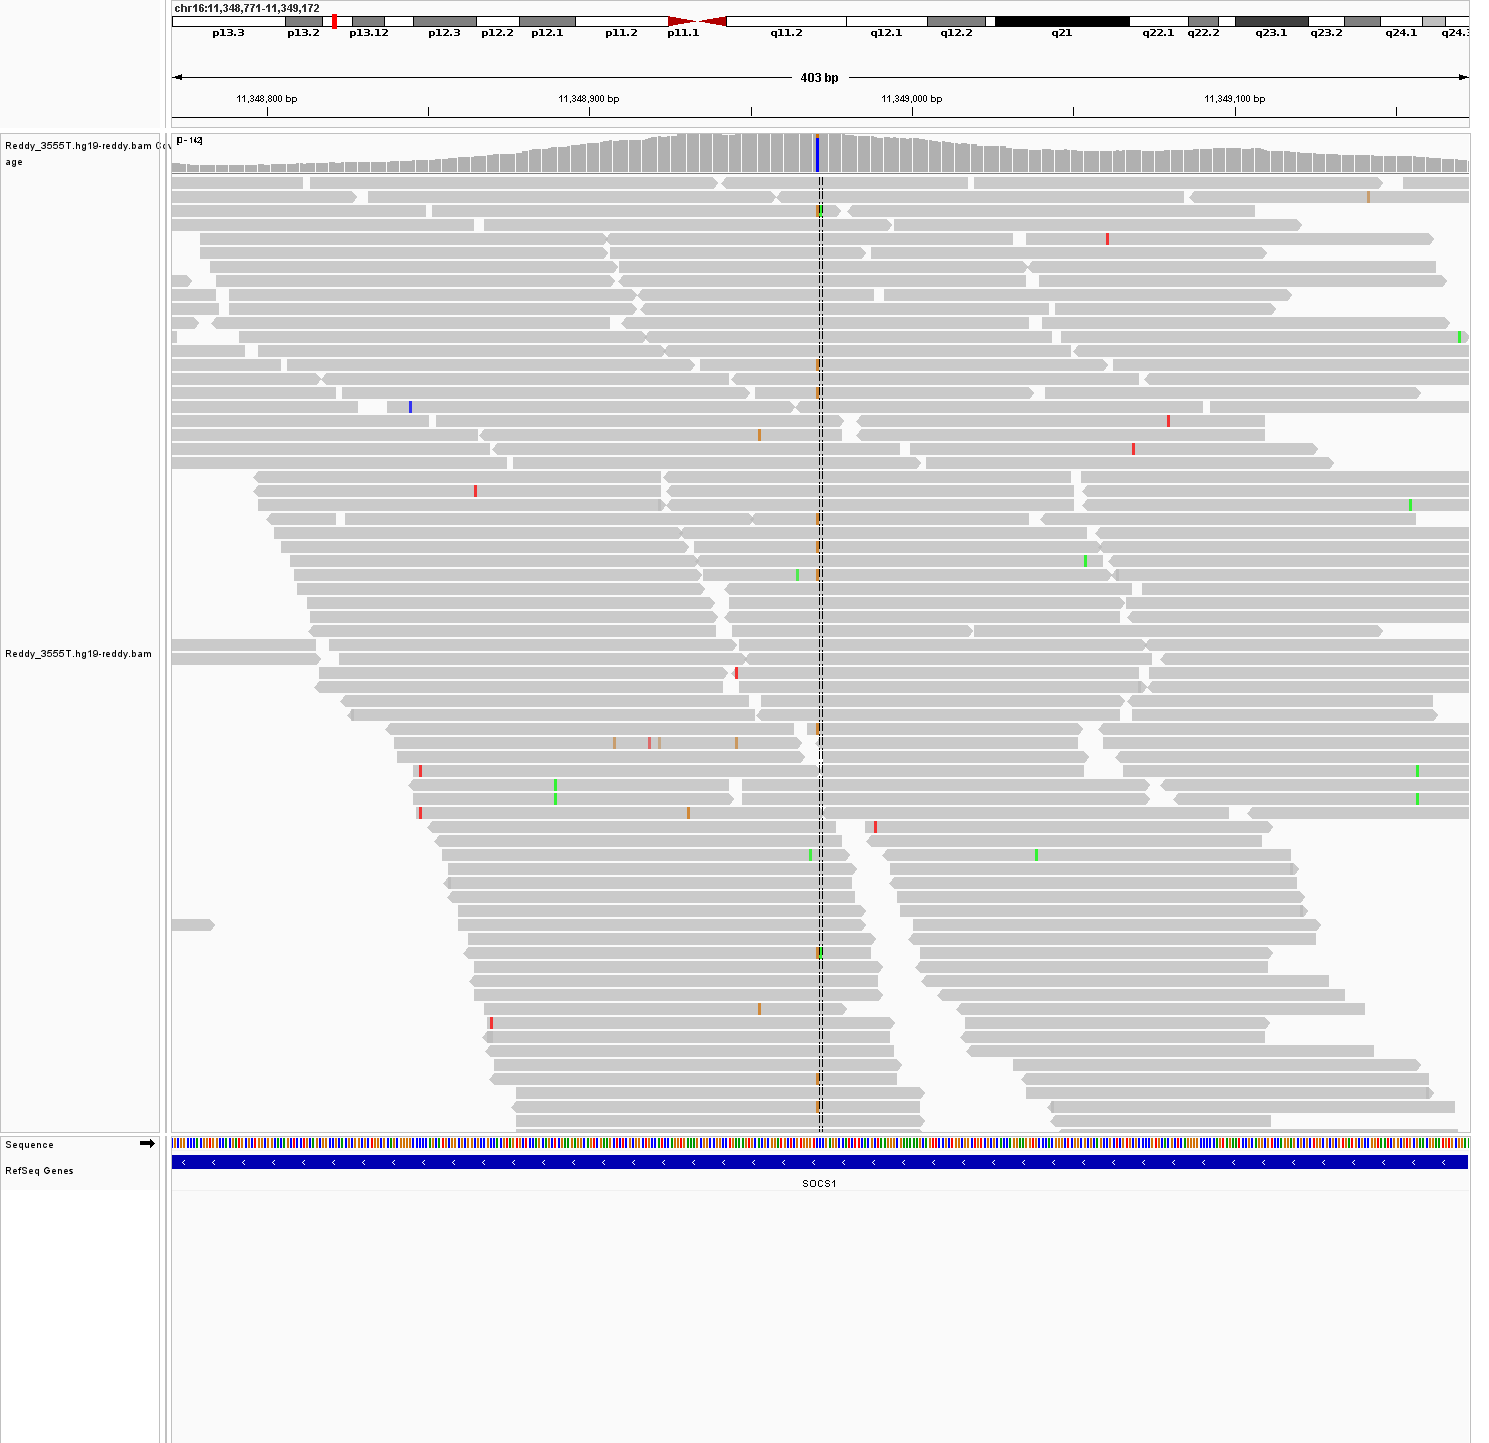 chr16:11,348,771-11,349,172
p13.3 p13.2 p13.12 p12.3 p12.2 p12.1 p11.2 p11.1 q11.2 q12.1 q12.2 q21 q22.1 q22.2 q23.1 q23.2 q24.1 q24.3
403 bp
11,348,800 bp 11,348,900 bp 11,349,000 bp 11,349,100 bp
[0 - 142]
Reddy_3555T.hg19-reddy.bam Cov
age
Reddy_3555T.hg19-reddy.bam
Sequence
RefSeq Genes
SOCS1